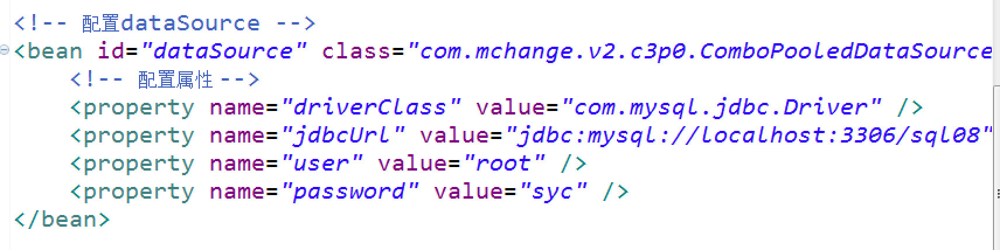 <!-- 配置dataSource -->
<bean id="dataSource" class="com.mchange.v2.c3p0.ComboPooledDataSource
<!-- 配置属性 -->
<property name="driverClass" value="com.mysql.jdbc.Driver" />
<property name="jdbcUrl" value="jdbc:mysql://localhost:3306/sql08"
<property name="user" value="root" />
<property name="password" value="syc" />
</bean>